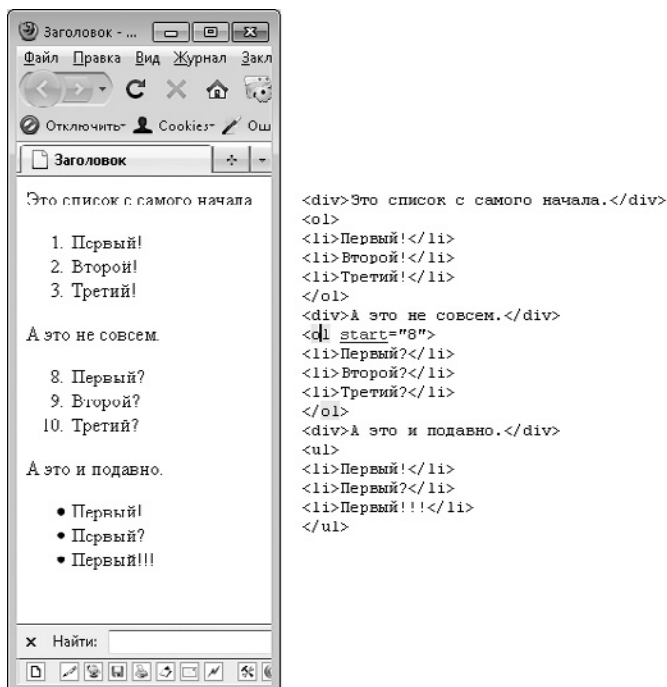 Заголовок - ...
Файл Правка Вид Журнал Закл
Отключить Cookies Ош
Заголовок
Это список с самого начала
1. Первый!
2. Второй!
3. Третий!
А это не совсем.
8. Первый?
9. Второй?
10. Третий?
А это и подавно.
• Первый!
• Первый?
• Первый!!!
× Найти:
<div>Это список с самого начала.</div>
<ol>
<li>Первый!</li>
<li>Второй!</li>
<li>Третий!</li>
</ol>
<div>А это не совсем.</div>
<ol start="8">
<li>Первый?</li>
<li>Второй?</li>
<li>Третий?</li>
</ol>
<div>А это и подавно.</div>
<ul>
<li>Первый!</li>
<li>Первый?</li>
<li>Первый!!!</li>
</ul>